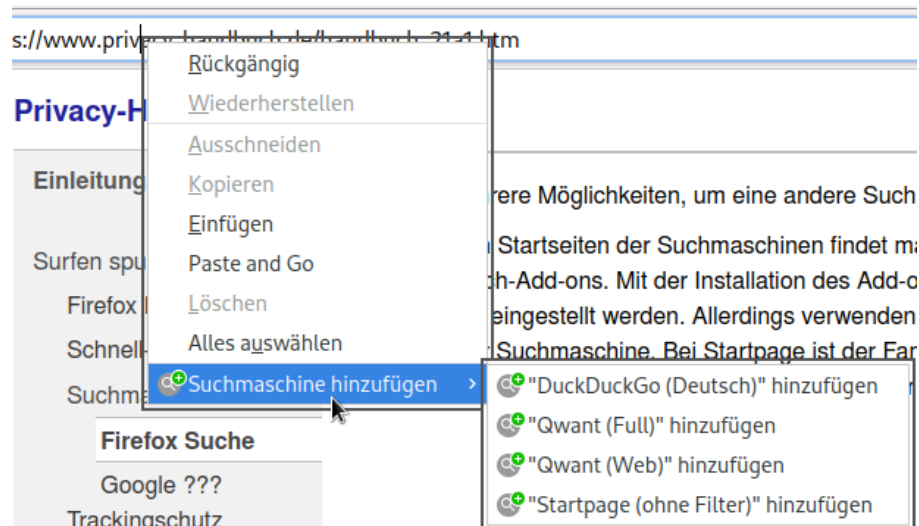 s://www.priv
Rückgängig
Privacy-H
Wiederherstellen
Ausschneiden
Einleitung
Kopieren
rere Möglichkeiten, um eine andere Such
Einfügen
Startseiten der Suchmaschinen findet ma
Surfen spu
Paste and Go
ch-Add-ons. Mit der Installation des Add-o
Firefox
Löschen
eingestellt werden. Allerdings verwenden
Schnell
Alles auswählen
Suchmaschine. Bei Startpage ist der Fan
Suchma
Suchmaschine hinzufügen
"DuckDuckGo (Deutsch)" hinzufügen
"Qwant (Full)" hinzufügen
Firefox Suche
"Qwant (Web)" hinzufügen
Google ???
"Startpage (ohne Filter)" hinzufügen
Trackingschutz